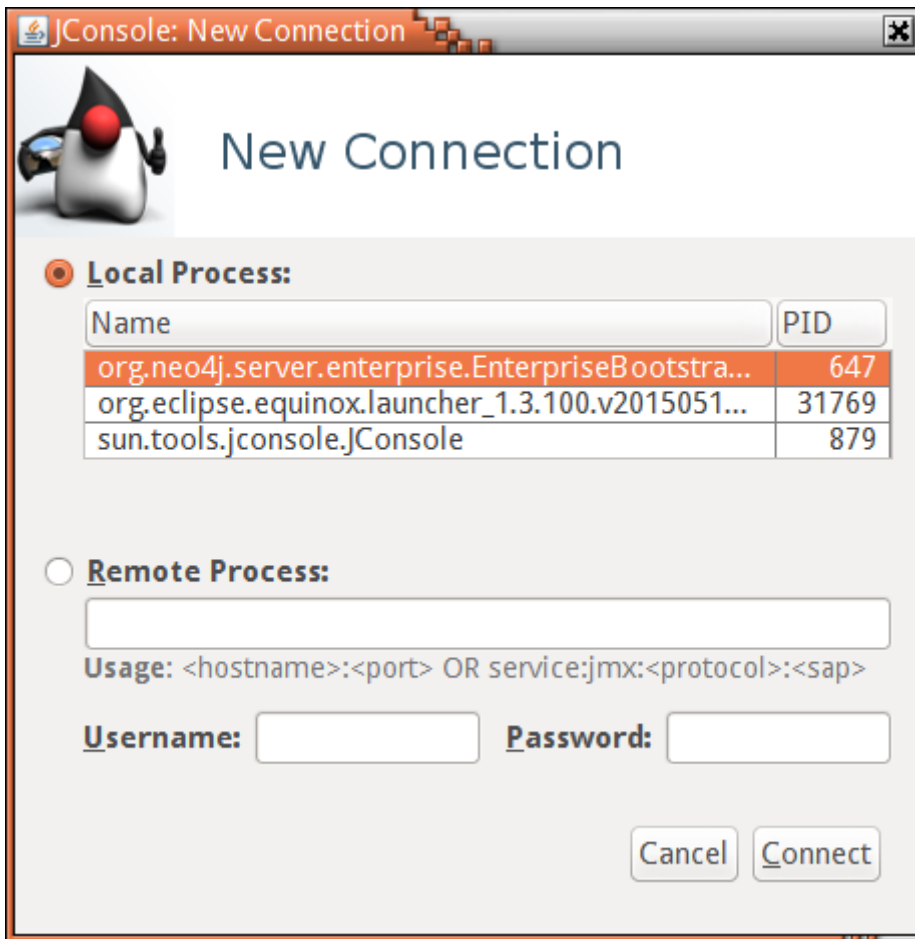 JConsole: New Connection
New Connection
Local Process:
Name PID
org.neo4j.server.enterprise.EnterpriseBootstra... 647
org.eclipse.equinox.launcher_1.3.100.v2015051... 31769
sun.tools.jconsole.JConsole 879
Remote Process:
Usage: <hostname>:<port> OR service:jmx:<protocol>:<sap>
Username: Password:
Cancel Connect